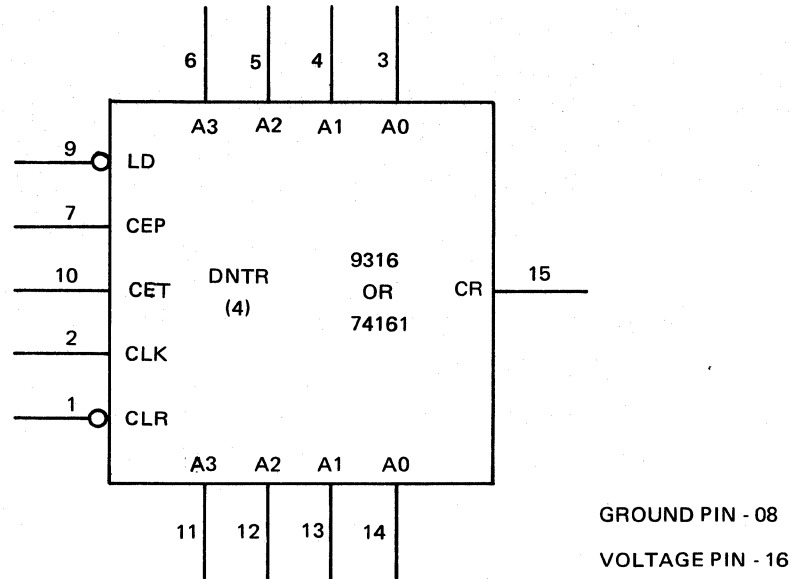 6 5 4 3
A3 A2 A1 A0
9 LD
7 CEP
10 CET
2 CLK
1 CLR
DNTR
(4)
9316
OR
74161
CR 15
A3 A2 A1 A0
11 12 13 14
GROUND PIN - 08
VOLTAGE PIN - 16